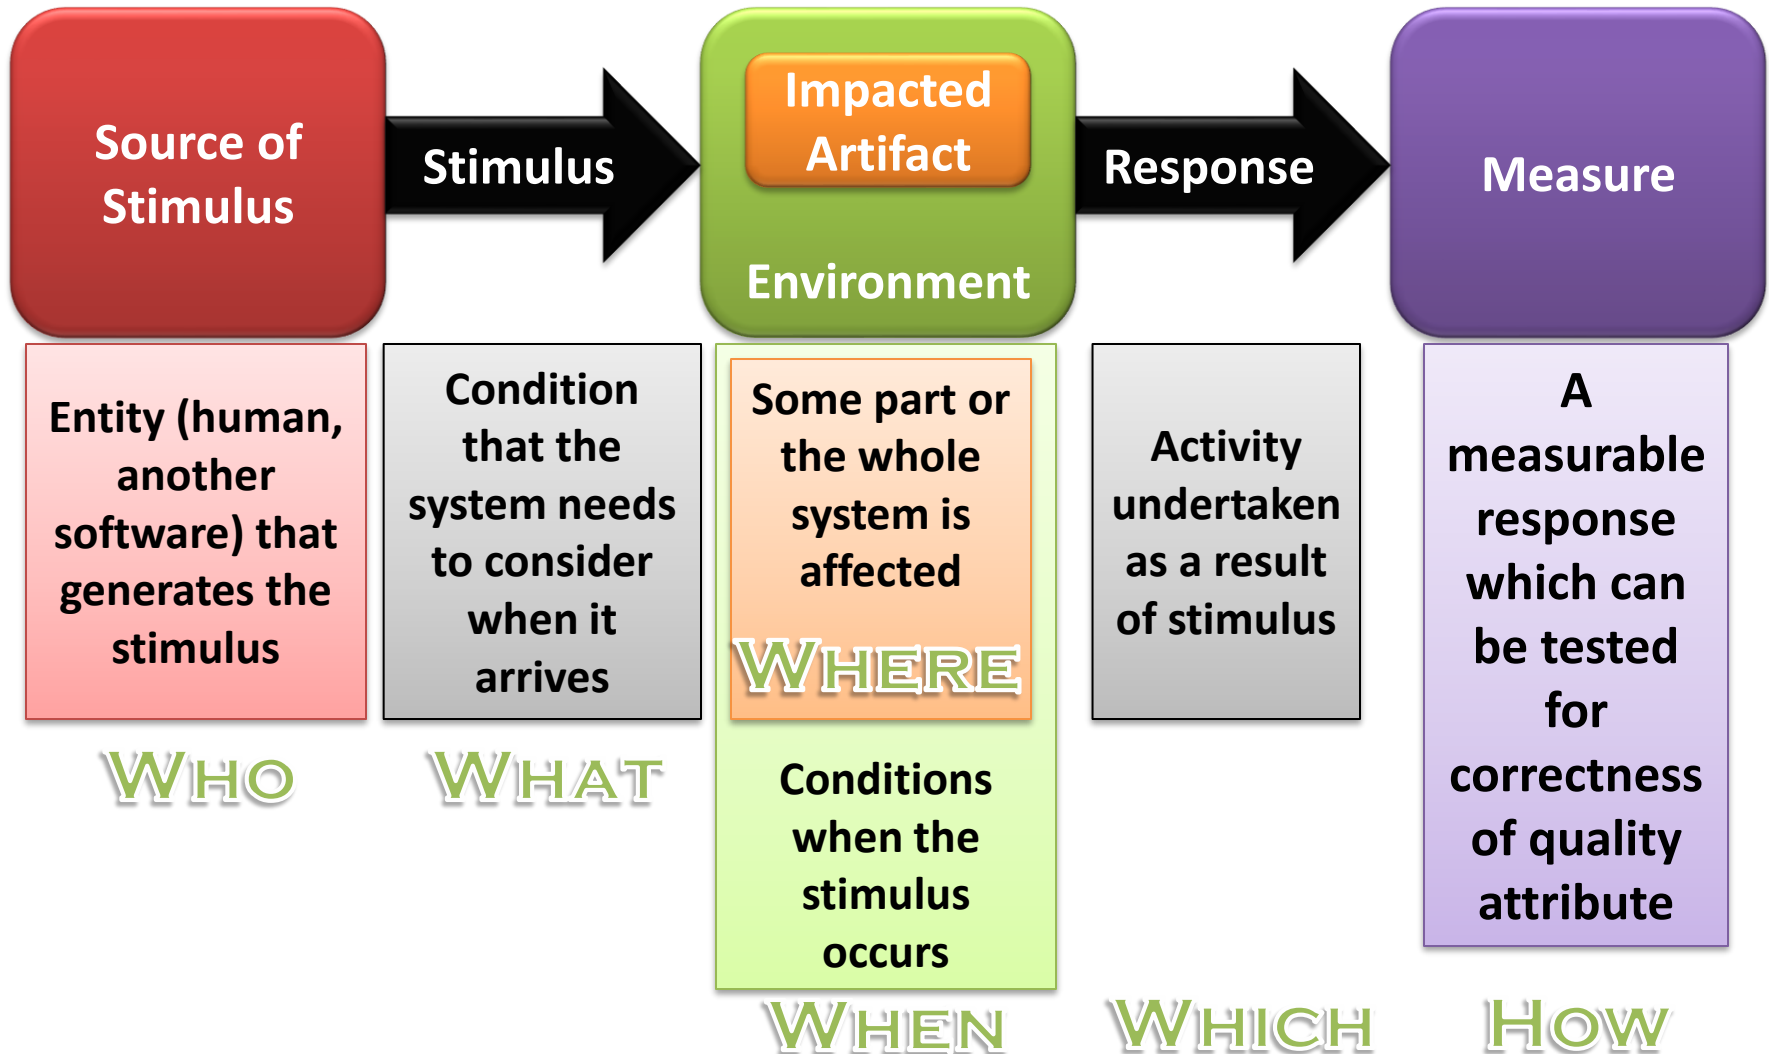 Source of
Stimulus
Stimulus
Impacted
Artifact
Environment
Response
Measure
Entity (human,
another
software) that
generates the
stimulus
WHO
Condition
that the
system needs
to consider
when it
arrives
WHAT
Some part or
the whole
system is
affected
WHERE
Conditions
when the
stimulus
occurs
WHEN
Activity
undertaken
as a result
of stimulus
WHICH
A
measurable
response
which can
be tested
for
correctness
of quality
attribute
HOW